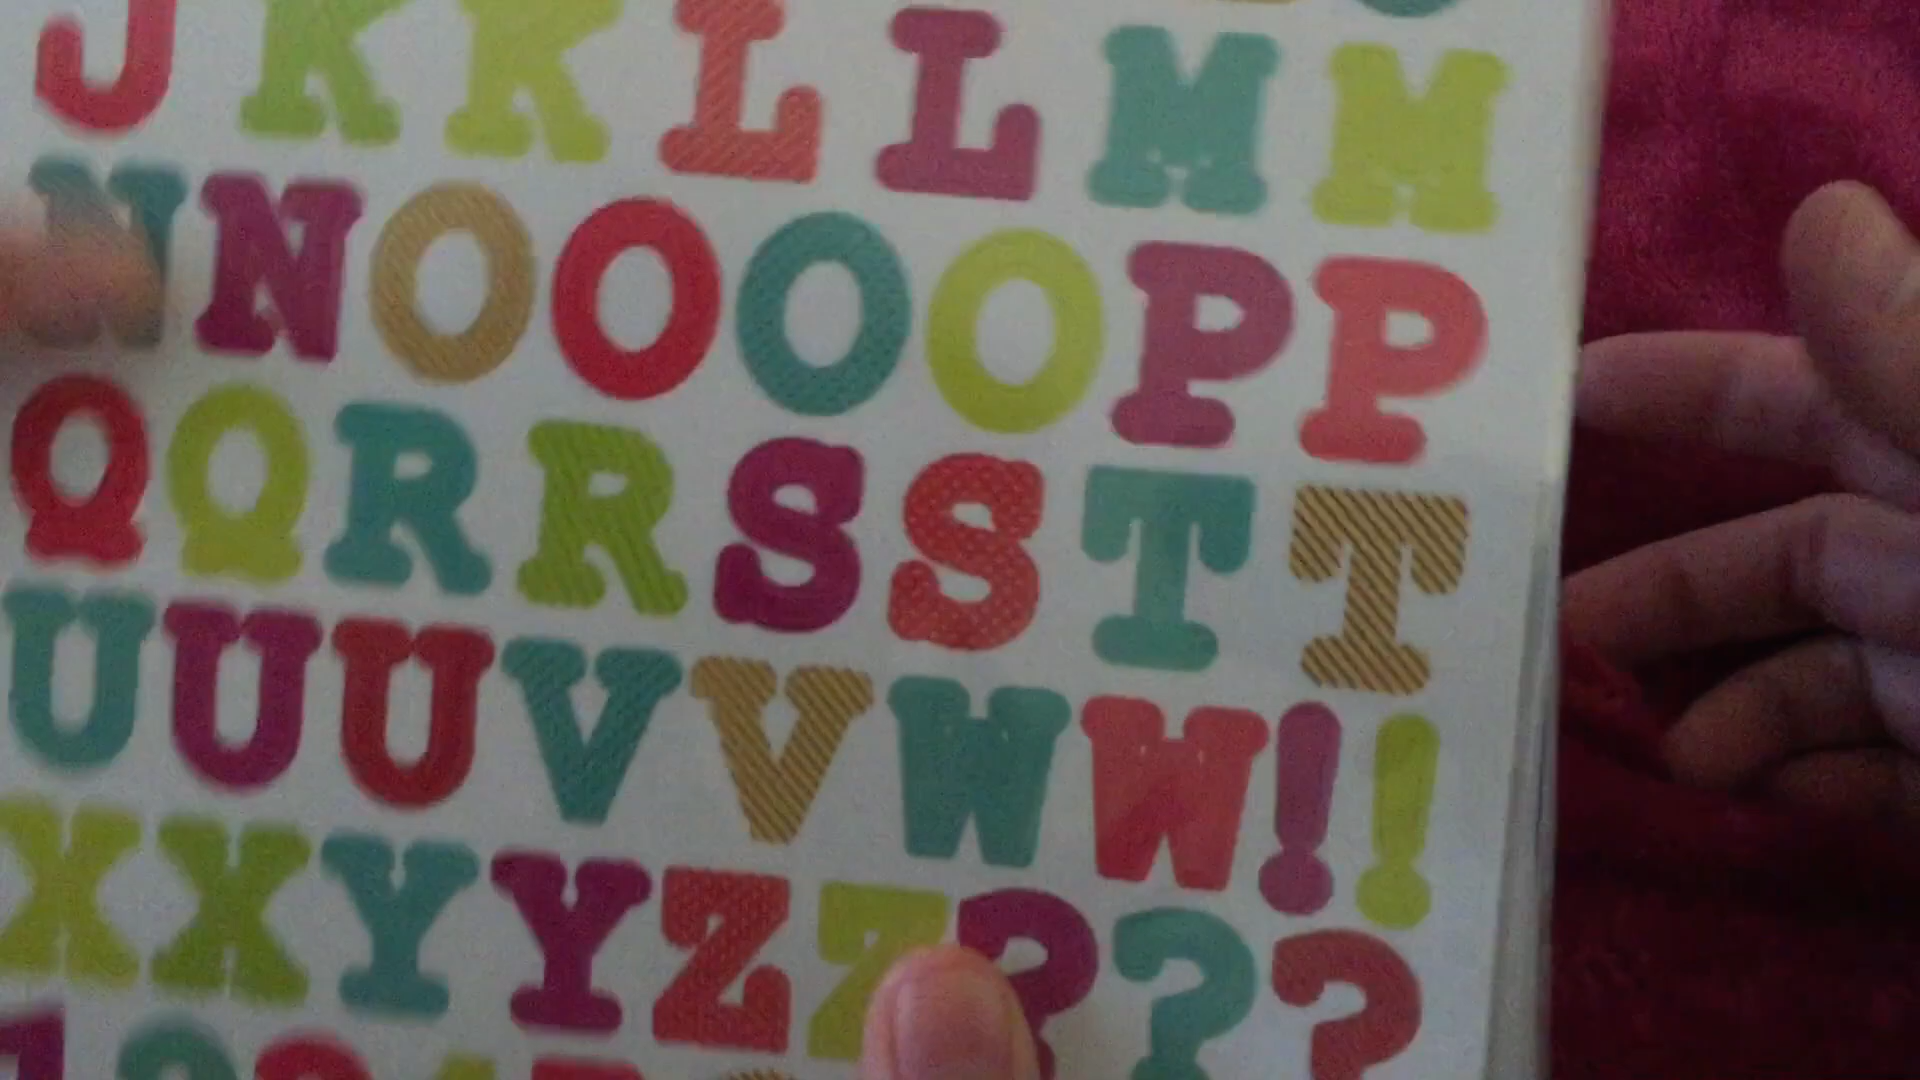 J K K L L M M
N N O O O O P P
Q Q R R S S T T
U U U V V W W ! !
X X Y Y Z Z ? ? ?